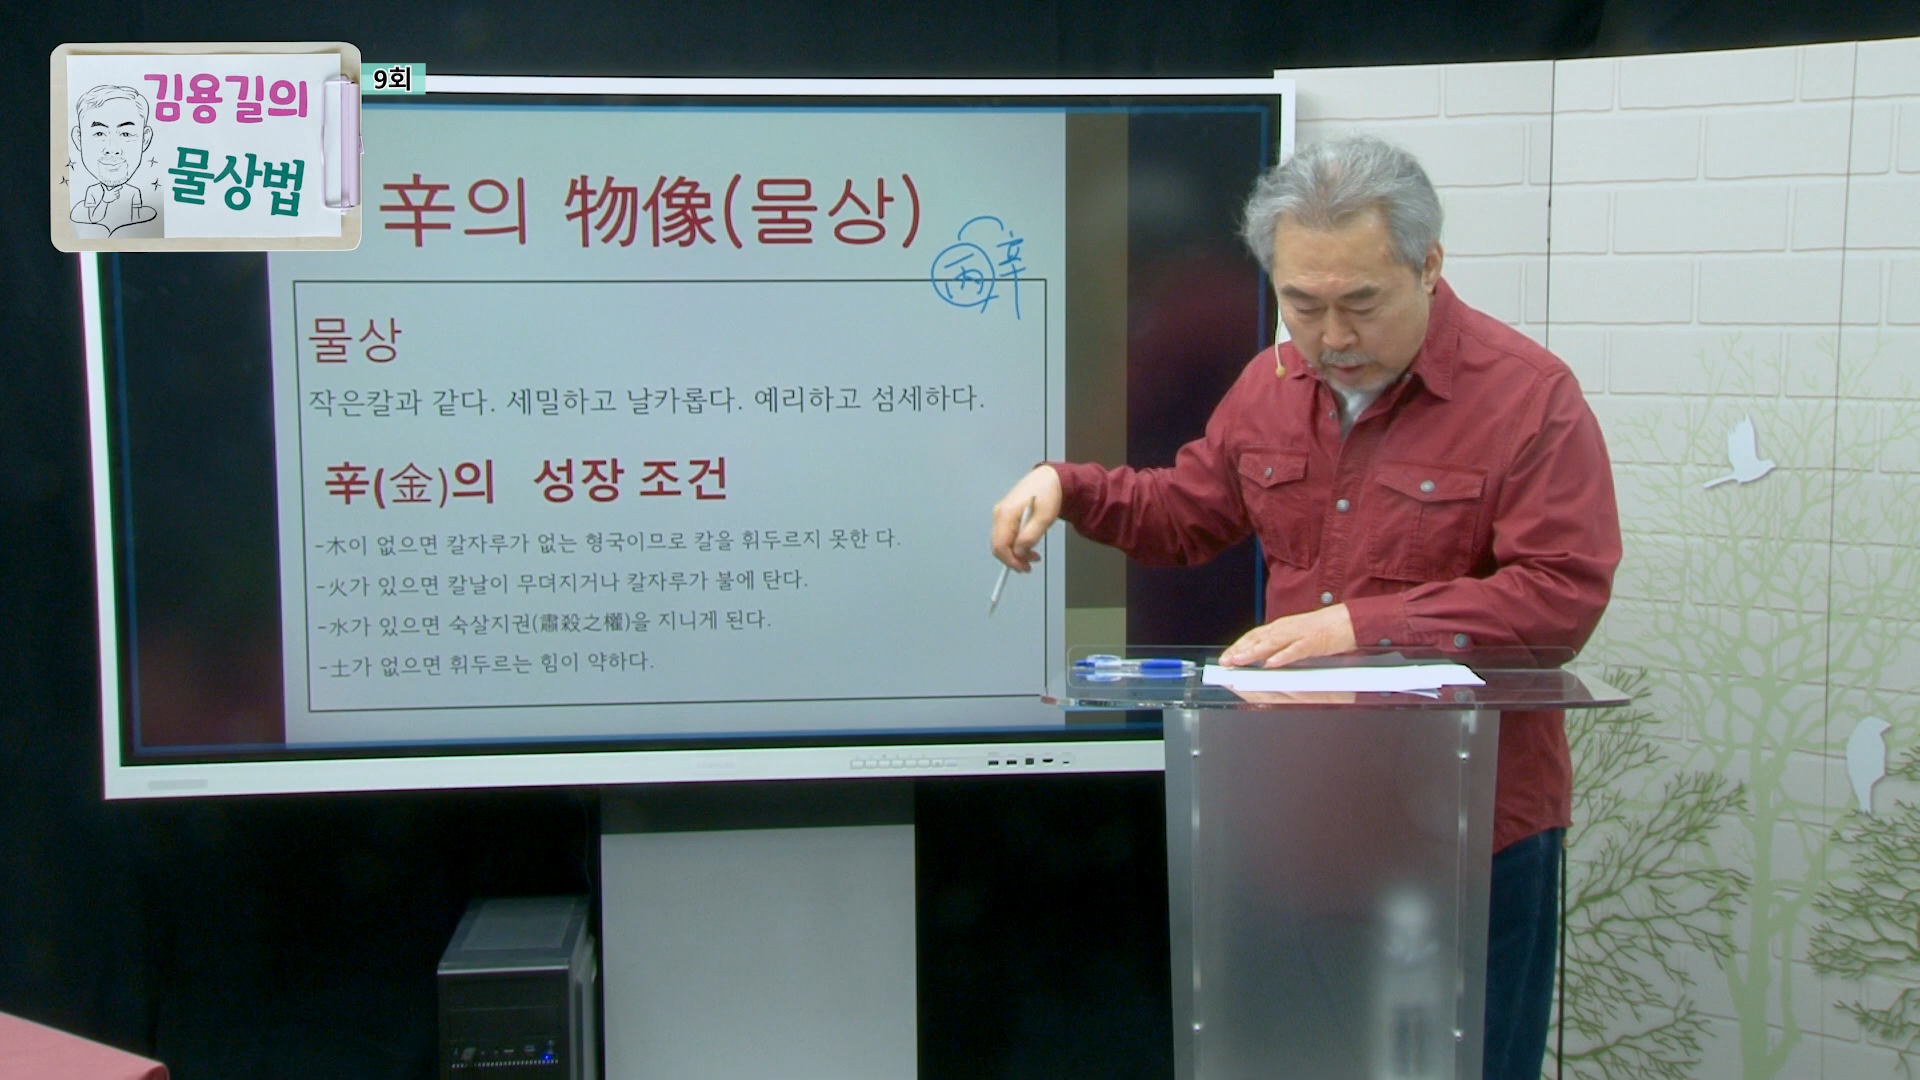 김용길의
물상법
9회
辛의 物像(물상)
丙 辛
물상
작은칼과 같다. 세밀하고 날카롭다. 예리하고 섬세하다.
辛(金)의 성장 조건
-木이 없으면 칼자루가 없는 형국이므로 칼을 휘두르지 못한 다.
-火가 있으면 칼날이 무뎌지거나 칼자루가 불에 탄다.
-水가 있으면 숙살지권(肅殺之權)을 지니게 된다.
-土가 없으면 휘두르는 힘이 약하다.